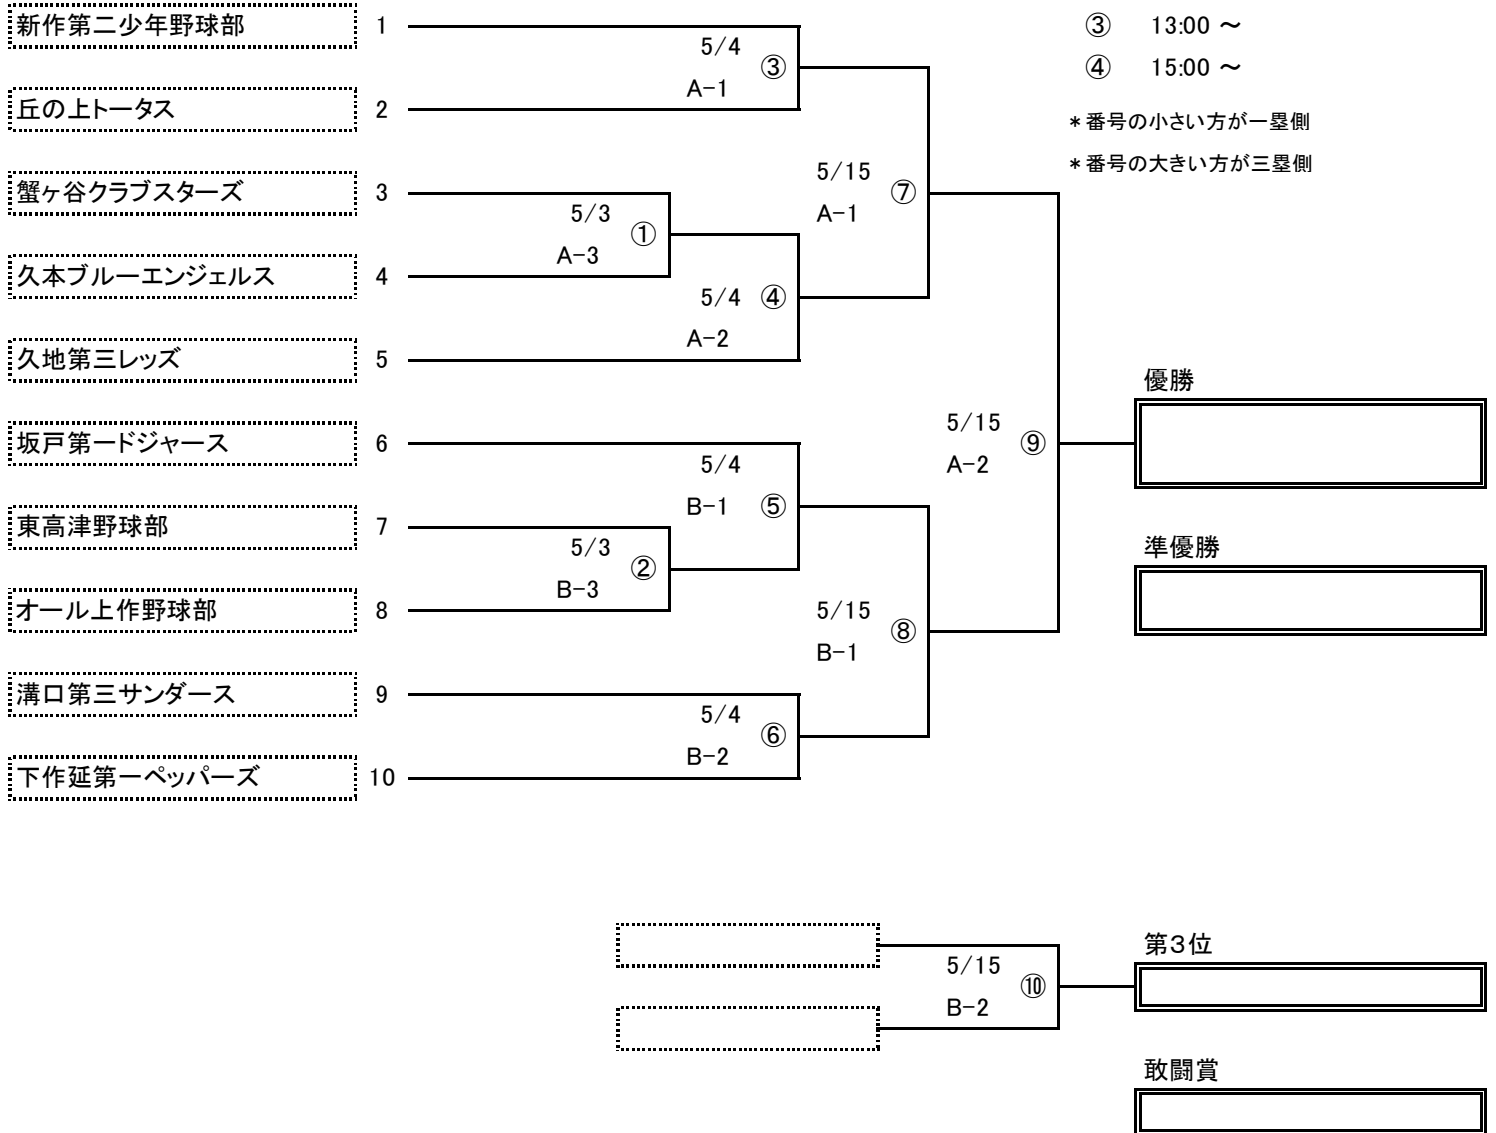 新作第二少年野球部 1
5/4 ③
A-1
丘の上トータス 2
蟹ヶ谷クラブスターズ 3
5/3 ①
A-3
久本ブルーエンジェルス 4
5/4 ④
A-2
久地第三レッズ 5
坂戸第一ドジャース 6
5/4
B-1 ⑤
東高津野球部 7
5/3 ②
B-3
オール上作野球部 8
溝口第三サンダース 9
5/4 ⑥
B-2
下作延第一ペッパーズ 10
5/15 ⑦
A-1
5/15 ⑧
B-1
5/15 ⑨
A-2
③ 13:00 ～
④ 15:00 ～
*番号の小さい方が一塁側
*番号の大きい方が三塁側
優勝
準優勝
5/15 ⑩
B-2
第3位
敢闘賞